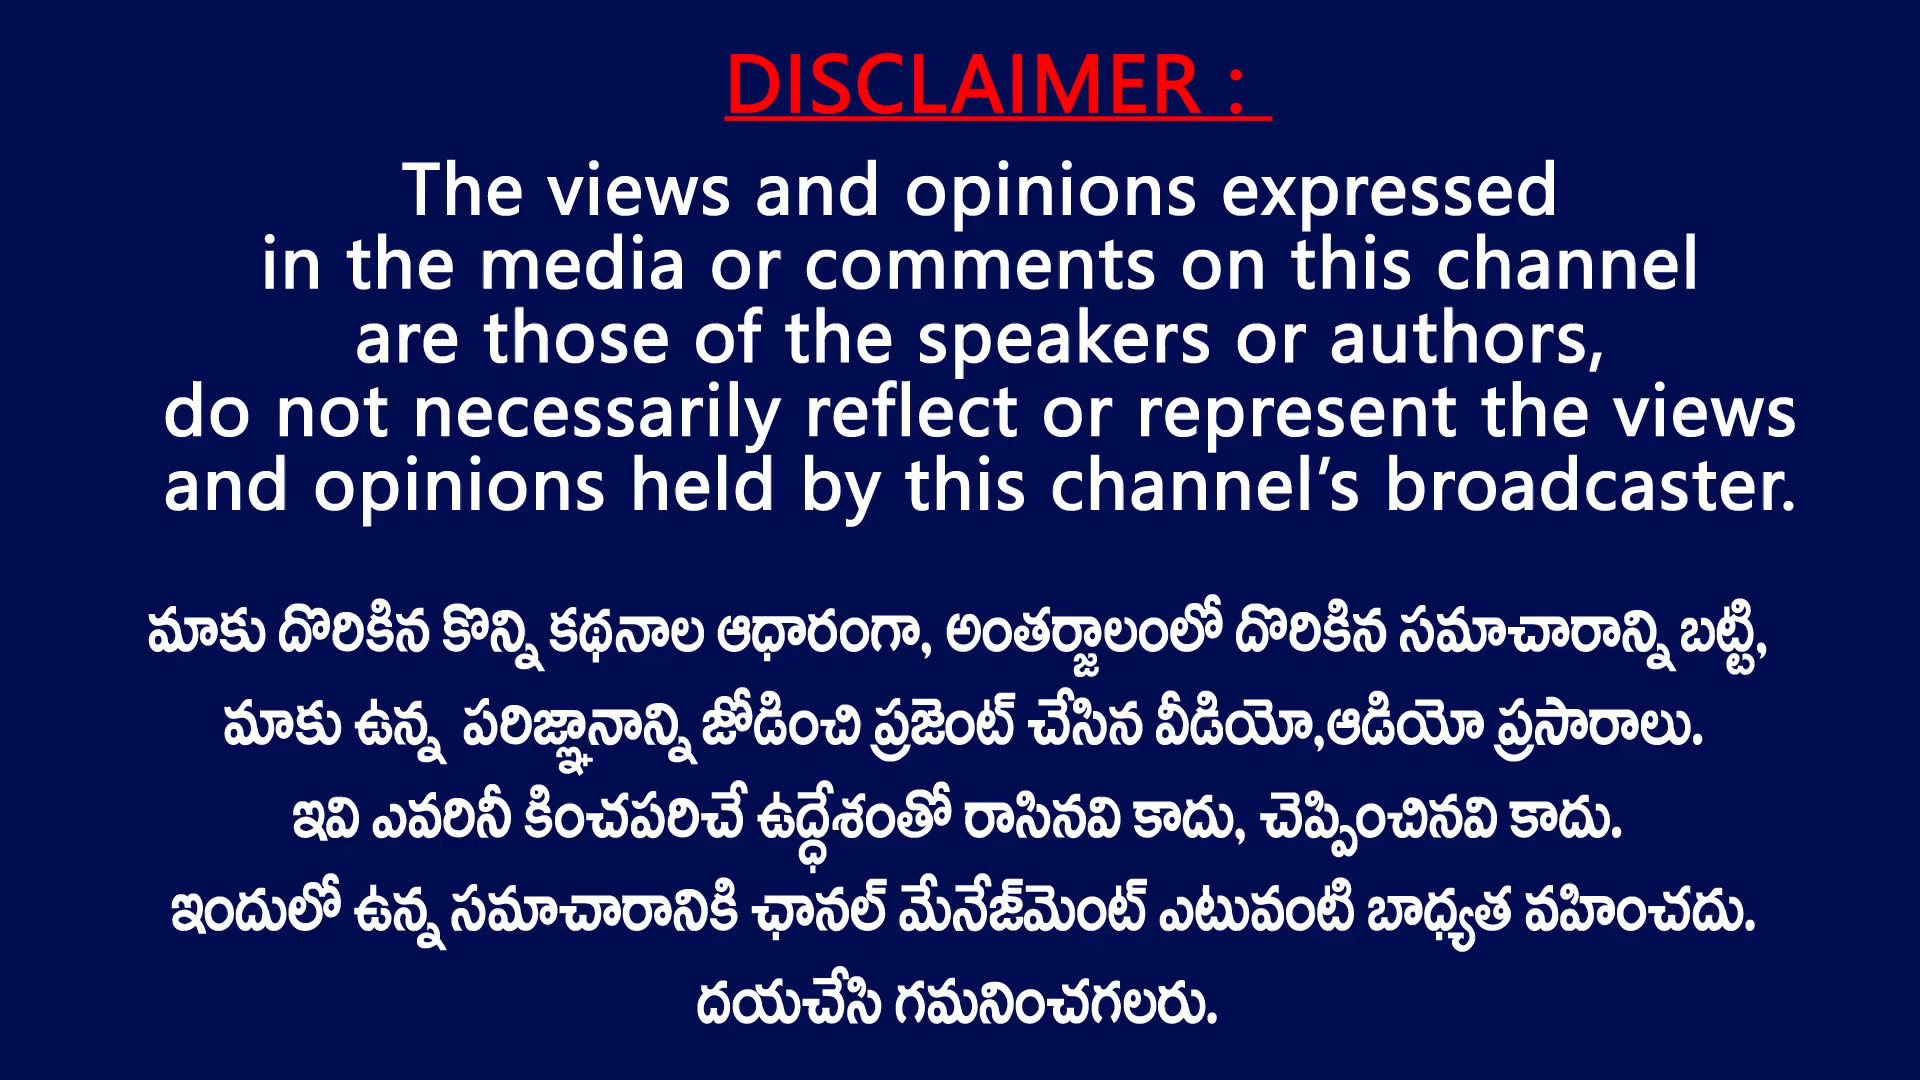 DISCLAIMER :
The views and opinions expressed
in the media or comments on this channel
are those of the speakers or authors,
do not necessarily reflect or represent the views
and opinions held by this channel’s broadcaster.
మాకు దొరికిన కొన్ని కథనాల ఆధారంగా, అంతర్జాలంలో దొరికిన సమాచారాన్ని బట్టి,
మాకు ఉన్న పరిజ్ఞానాన్ని జోడించి ప్రజెంట్ చేసిన వీడియో,ఆడియో ప్రసారాలు.
ఇవి ఎవరినీ కించపరిచే ఉద్ధేశంతో రాసినవి కాదు, చెప్పించినవి కాదు.
ఇందులో ఉన్న సమాచారానికి ఛానల్ మేనేజ్‌మెంట్ ఎటువంటి బాధ్యత వహించదు.
దయచేసి గమనించగలరు.